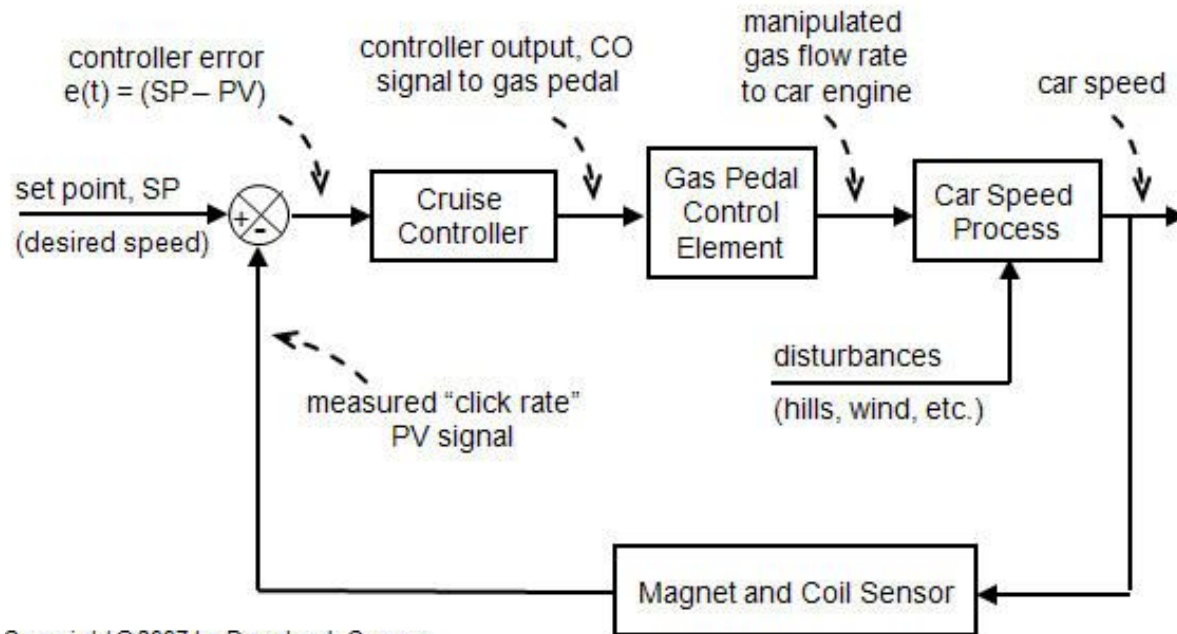 controller error
e(t) = (SP – PV)
controller output, CO
signal to gas pedal
manipulated
gas flow rate
to car engine
car speed
set point, SP
(desired speed)
+
-
Cruise
Controller
Gas Pedal
Control
Element
Car Speed
Process
disturbances
(hills, wind, etc.)
measured “click rate”
PV signal
Magnet and Coil Sensor